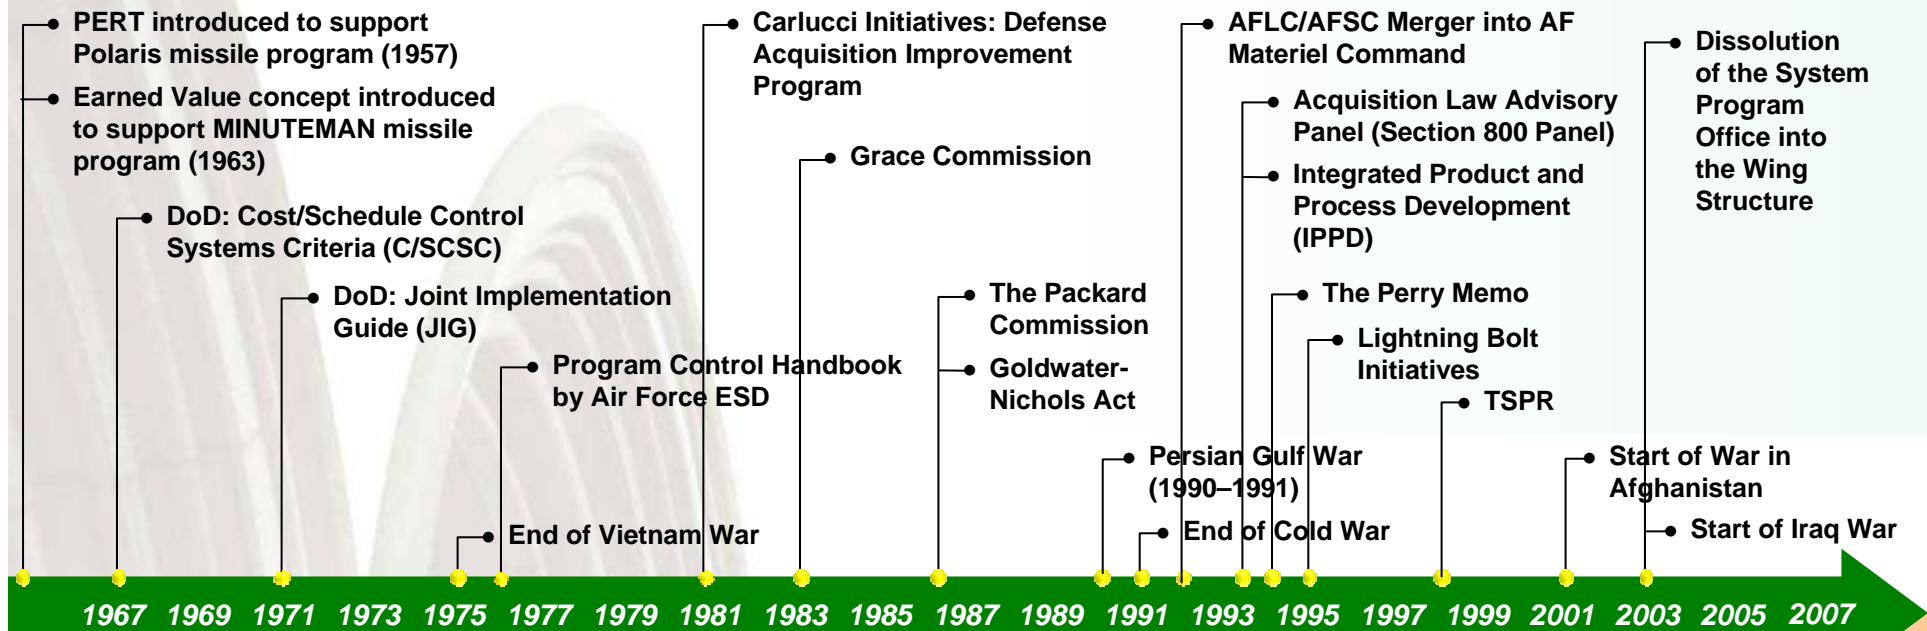 PERT introduced to support
Polaris missile program (1957)
Earned Value concept introduced
to support MINUTEMAN missile
program (1963)
DoD: Cost/Schedule Control
Systems Criteria (C/SCSC)
DoD: Joint Implementation
Guide (JIG)
Program Control Handbook
by Air Force ESD
End of Vietnam War
Carlucci Initiatives: Defense
Acquisition Improvement
Program
Grace Commission
The Packard
Commission
Goldwater-
Nichols Act
Persian Gulf War
(1990–1991)
End of Cold War
AFLC/AFSC Merger into AF
Materiel Command
Acquisition Law Advisory
Panel (Section 800 Panel)
Integrated Product and
Process Development
(IPPD)
The Perry Memo
Lightning Bolt
Initiatives
TSPR
Start of War in
Afghanistan
Dissolution
of the System
Program
Office into
the Wing
Structure
Start of Iraq War
1967 1969 1971 1973 1975 1977 1979 1981 1983 1985 1987 1989 1991 1993 1995 1997 1999 2001 2003 2005 2007